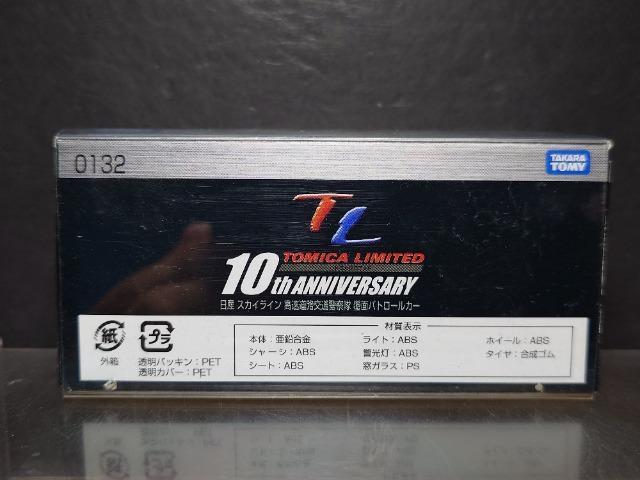 0132
TAKARA TOMY
TL
TOMICA LIMITED
10th ANNIVERSARY
日産 スカイライン 高速道路交通警察隊 覆面パトロールカー
材質表示
紙
外箱
プラ
透明パッキン：PET
透明カバー：PET
本体：亜鉛合金
シャーシ：ABS
シート：ABS
ライト：ABS
警光灯：ABS
窓ガラス：PS
ホイール：ABS
タイヤ：合成ゴム